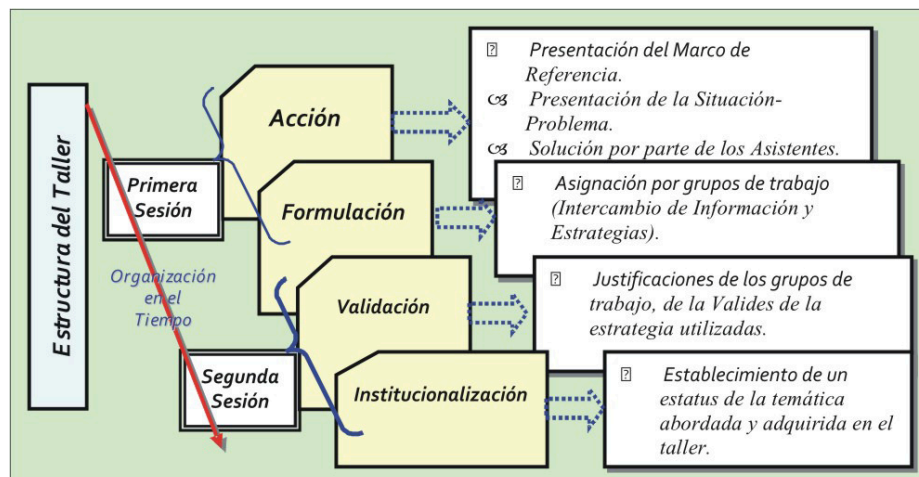 Estructura del Taller
Organización
en el
Tiempo
Primera
Sesión
Segunda
Sesión
Acción
Presentación del Marco de
Referencia.
Presentación de la Situación-
Problema.
Solución por parte de los Asistentes.
Formulación
Asignación por grupos de trabajo
(Intercambio de Información y
Estrategias).
Validación
Justificaciones de los grupos de
trabajo, de la Valides de la
estrategia utilizadas.
Institucionalización
Establecimiento de un
estatus de la temática
abordada y adquirida en el
taller.